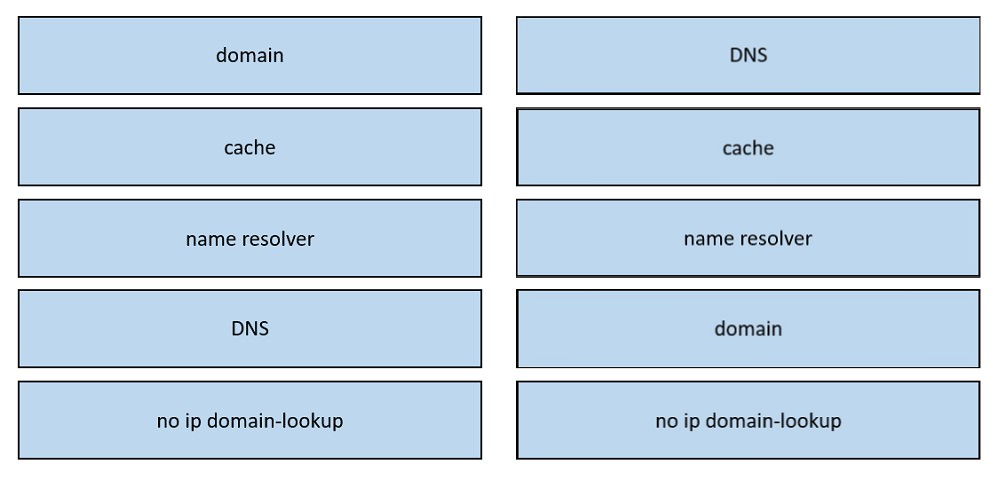 domain
cache
name resolver
DNS
no ip domain-lookup
DNS
cache
name resolver
domain
no ip domain-lookup